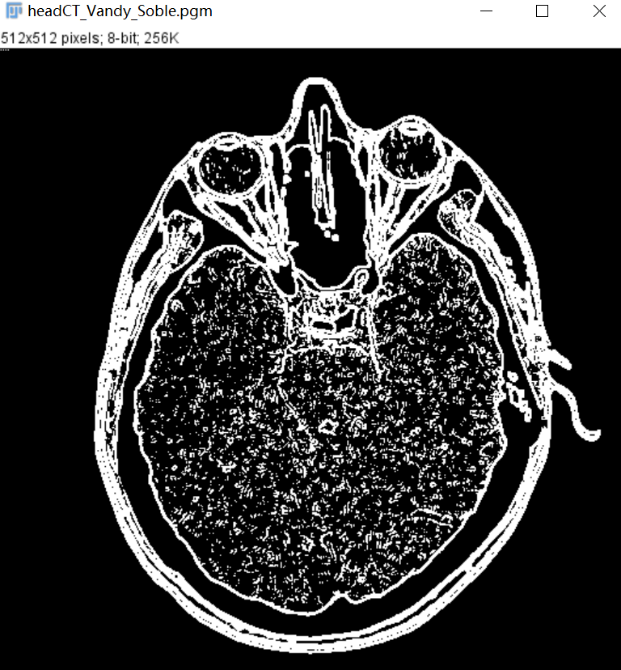 headCT_Vandy_Soble.pgm
512x512 pixels; 8-bit; 256K